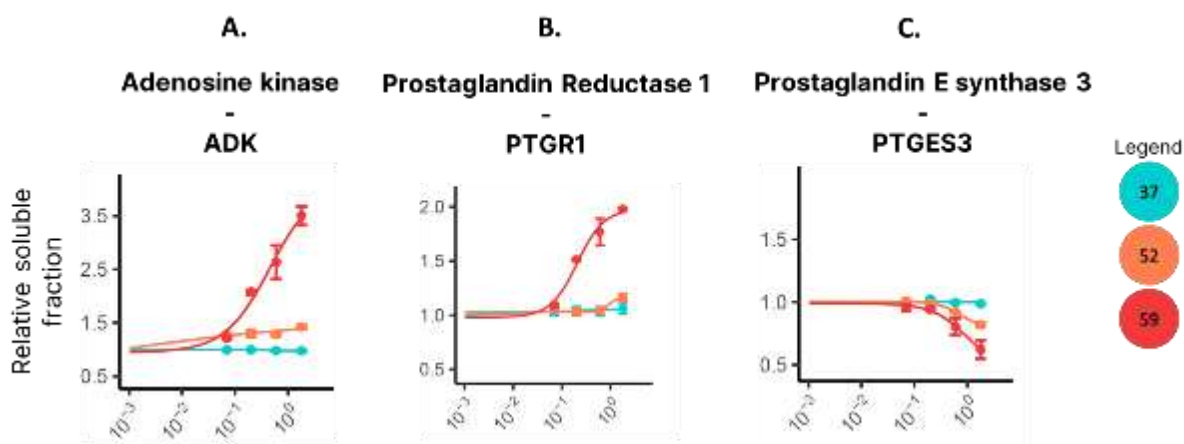 A.
Adenosine kinase
-
ADK
B.
Prostaglandin Reductase 1
-
PTGR1
C.
Prostaglandin E synthase 3
-
PTGES3
Relative soluble
fraction
3.5
2.5
1.5
0.5
10⁻³
10⁻²
10⁻¹
10⁰
2.0
1.5
1.0
0.5
10⁻³
10⁻²
10⁻¹
10⁰
1.5
1.0
0.5
10⁻³
10⁻²
10⁻¹
10⁰
Legend
37
52
59